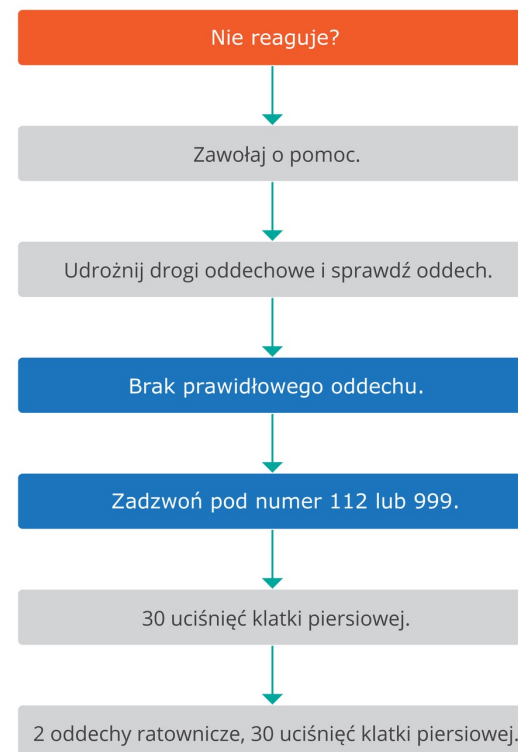 Nie reaguje?
Zawołaj o pomoc.
Udrożnij drogi oddechowe i sprawdź oddech.
Brak prawidłowego oddechu.
Zadzwoń pod numer 112 lub 999.
30 uciśnięć klatki piersiowej.
2 oddechy ratownicze, 30 uciśnięć klatki piersiowej.